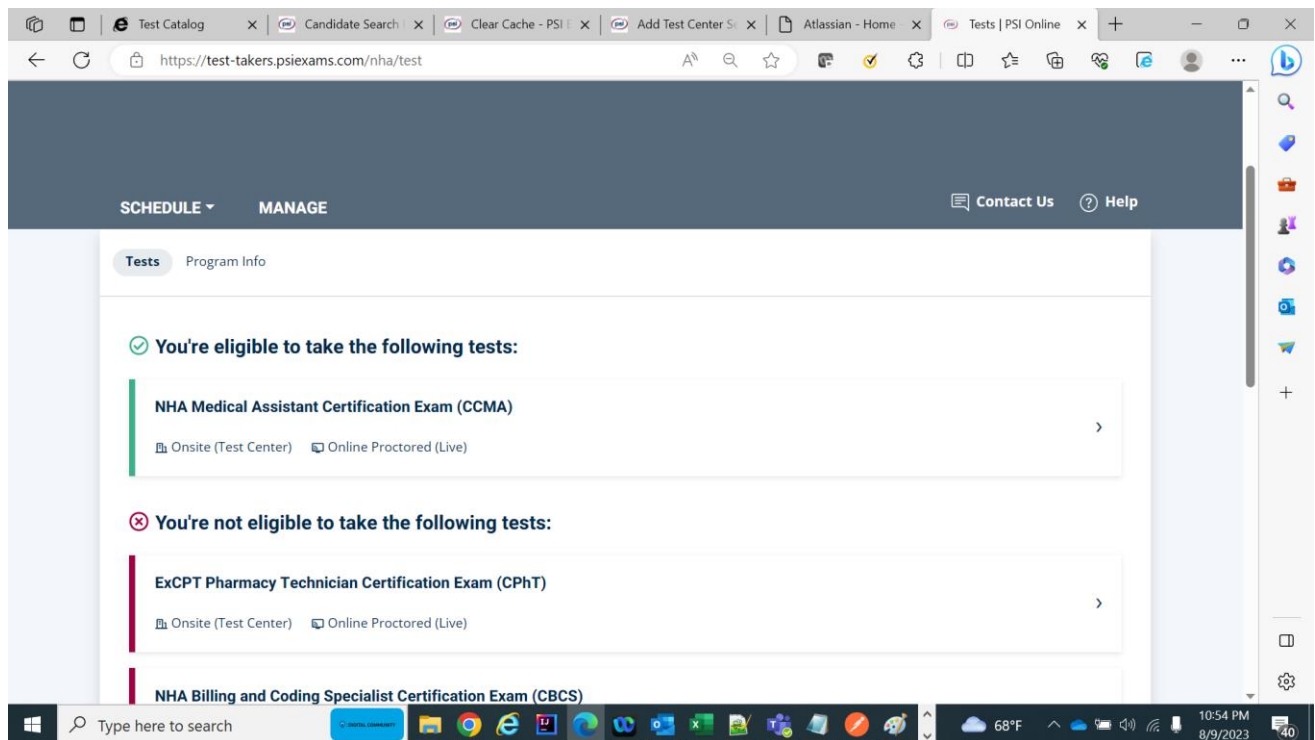 Test Catalog
Candidate Search
Clear Cache - PSI E
Add Test Center Se
Atlassian - Home
Tests | PSI Online
https://test-takers.psiexams.com/nha/test
SCHEDULE
MANAGE
Contact Us
Help
Tests
Program Info
You're eligible to take the following tests:
NHA Medical Assistant Certification Exam (CCMA)
Onsite (Test Center)
Online Proctored (Live)
You're not eligible to take the following tests:
ExCPT Pharmacy Technician Certification Exam (CPhT)
Onsite (Test Center)
Online Proctored (Live)
NHA Billing and Coding Specialist Certification Exam (CBCS)
Type here to search
68°F
10:54 PM
8/9/2023
40